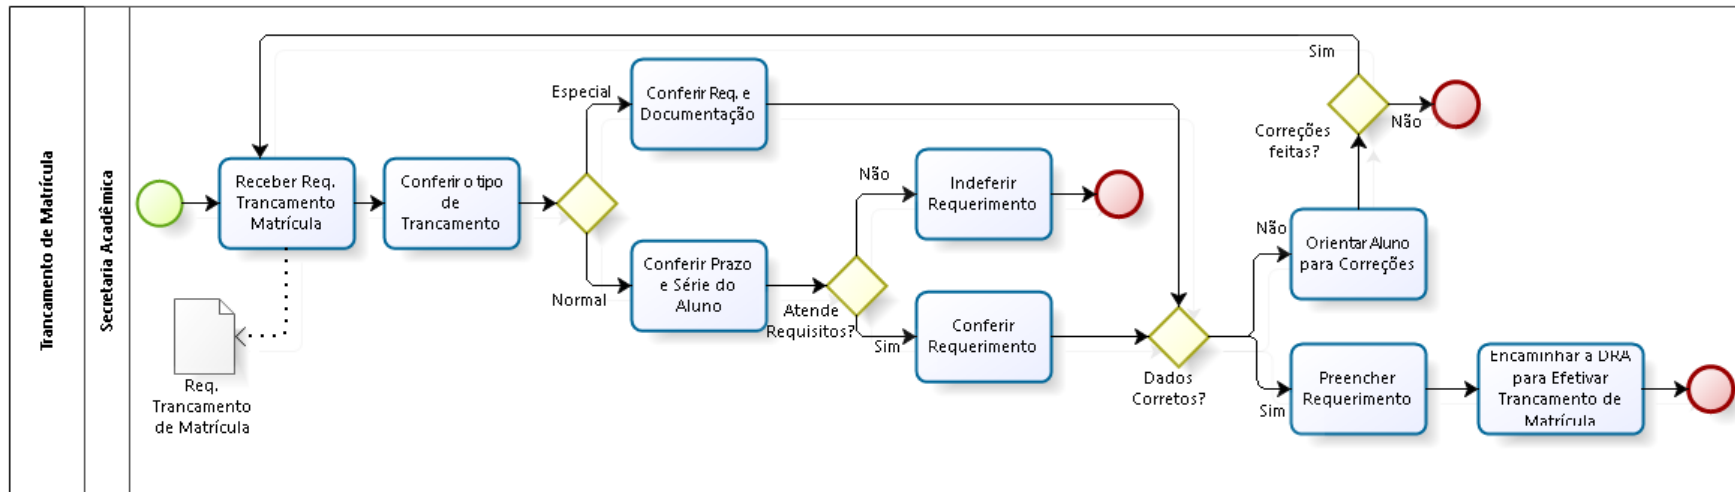 Trancamento de Matrícula
Secretaria Acadêmica
Receber Req.
Trancamento
Matrícula
Req.
Trancamento
de Matrícula
Conferir o tipo
de
Trancamento
Especial
Normal
Conferir Req. e
Documentação
Conferir Prazo
e Série do
Aluno
Atende
Requisitos?
Não
Sim
Indeferir
Requerimento
Conferir
Requerimento
Dados
Corretos?
Não
Sim
Orientar Aluno
para Correções
Correções
feitas?
Sim
Não
Preencher
Requerimento
Encaminhar a DRA
para Efetivar
Trancamento de
Matrícula